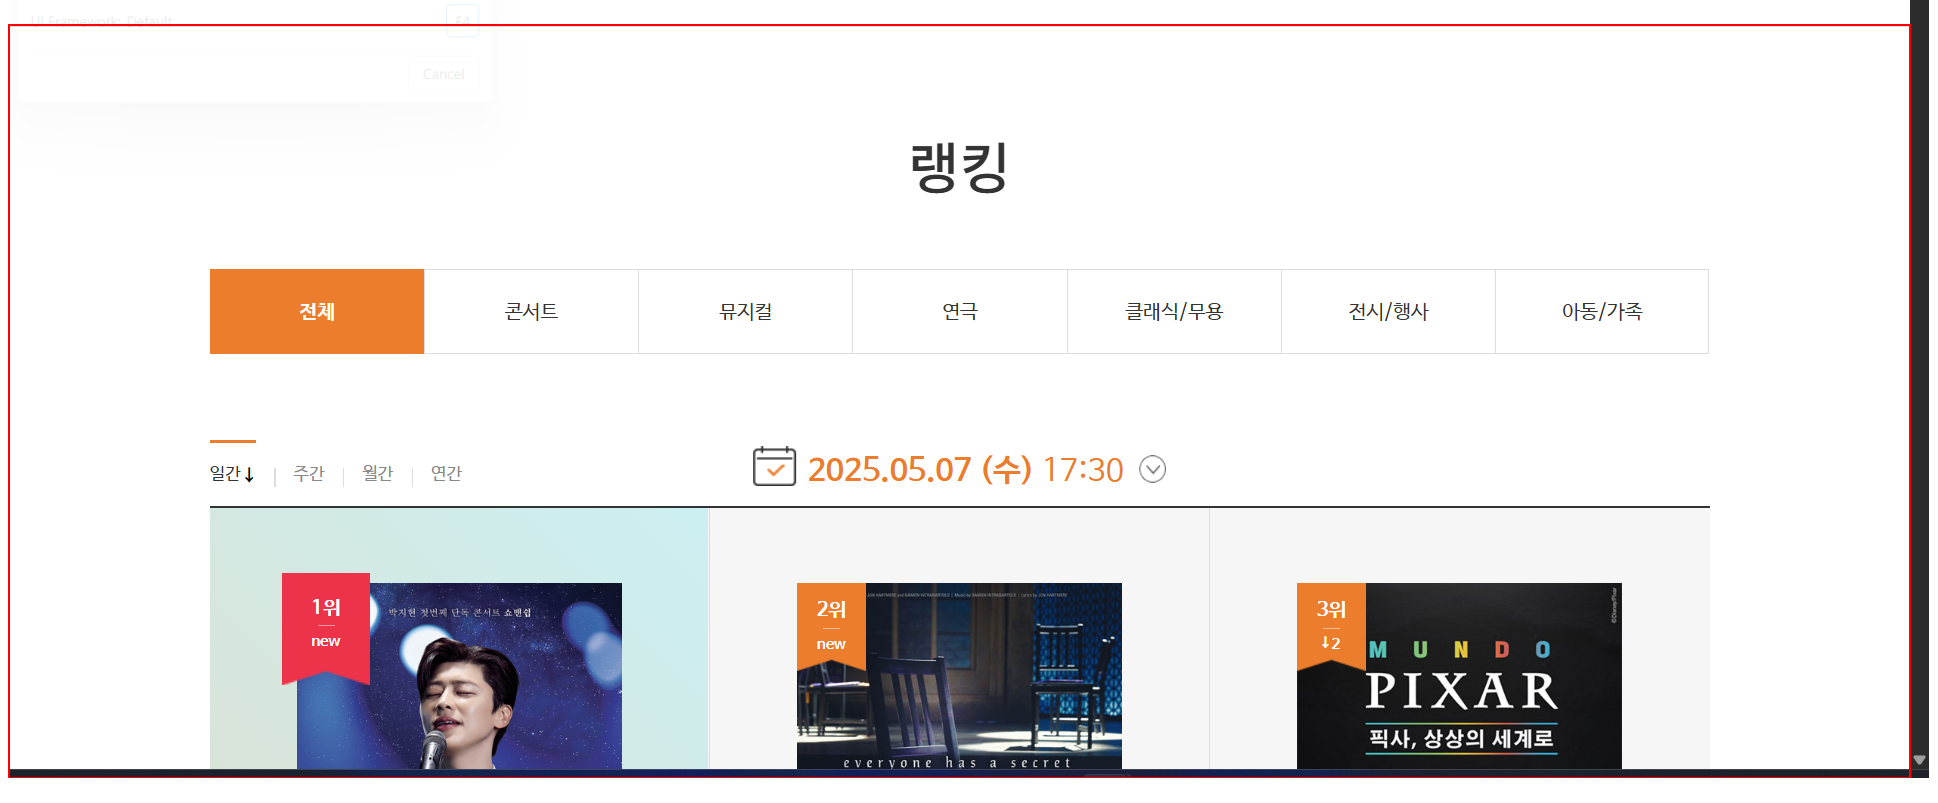 UI Framework: Default
F4
Cancel
랭킹
전체
콘서트
뮤지컬
연극
클래식/무용
전시/행사
아동/가족
일간↓ | 주간 | 월간 | 연간
2025.05.07 (수) 17:30
1위
new
박지현 첫번째 단독 콘서트 쇼맨쉽
2위
new
everyone has a secret
3위
↓2
©Disney/Pixar
MUNDO
PIXAR
픽사, 상상의 세계로